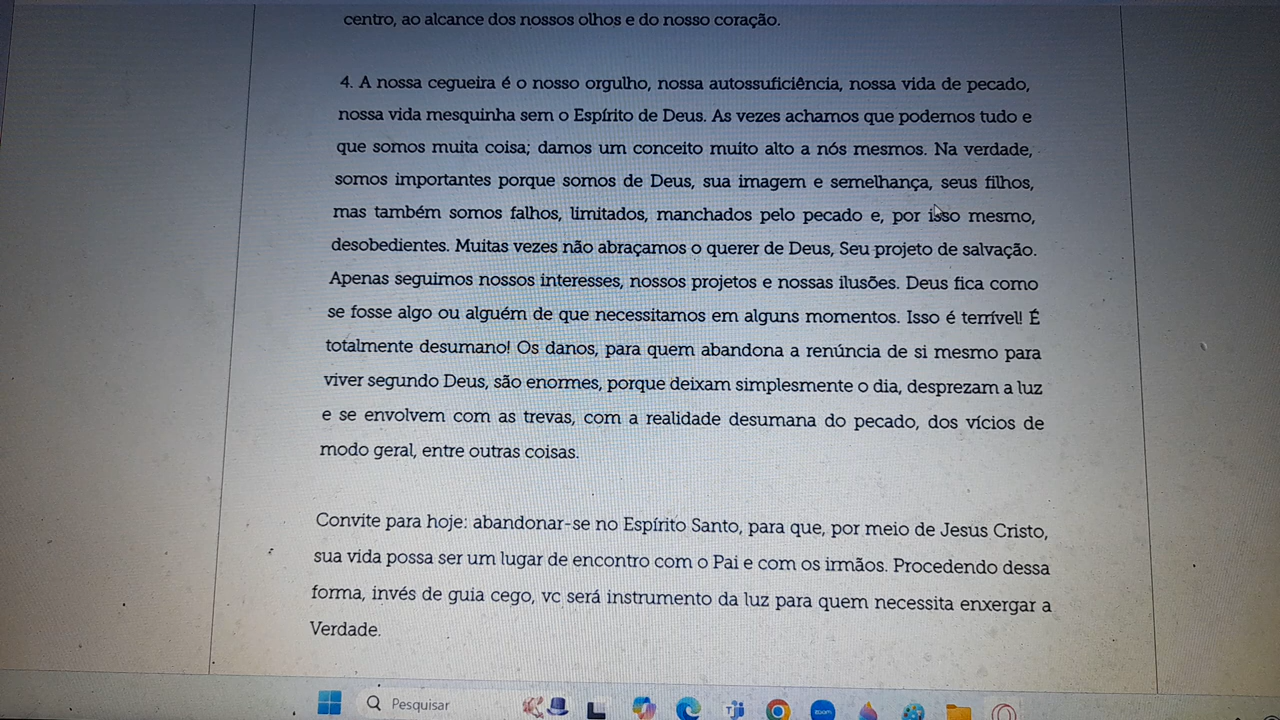 centro, ao alcance dos nossos olhos e do nosso coração.
4. A nossa cegueira é o nosso orgulho, nossa autossuficiência, nossa vida de pecado,
nossa vida mesquinha sem o Espírito de Deus. As vezes achamos que podemos tudo e
que somos muita coisa; damos um conceito muito alto a nós mesmos. Na verdade,
somos importantes porque somos de Deus, sua imagem e semelhança, seus filhos,
mas também somos falhos, limitados, manchados pelo pecado e, por isso mesmo,
desobedientes. Muitas vezes não abraçamos o querer de Deus, Seu projeto de salvação.
Apenas seguimos nossos interesses, nossos projetos e nossas ilusões. Deus fica como
se fosse algo ou alguém de que necessitamos em alguns momentos. Isso é terrível! É
totalmente desumano! Os danos, para quem abandona a renúncia de si mesmo para
viver segundo Deus, são enormes, porque deixam simplesmente o dia, desprezam a luz
e se envolvem com as trevas, com a realidade desumana do pecado, dos vícios de
modo geral, entre outras coisas.
Convite para hoje: abandonar-se no Espírito Santo, para que, por meio de Jesus Cristo,
sua vida possa ser um lugar de encontro com o Pai e com os irmãos. Procedendo dessa
forma, invés de guia cego, vc será instrumento da luz para quem necessita enxergar a
Verdade.
Pesquisar
zoom